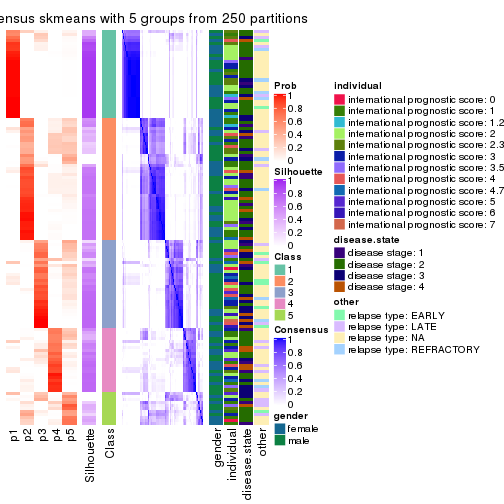 ensus skmeans with 5 groups from 250 partitions
p1
p2
p3
p4
p5
Silhouette
Class
gender
individual
disease.state
other
Prob
1
0.8
0.6
0.4
0.2
0
Silhouette
1
0.8
0.6
0.4
0.2
0
Class
1
2
3
4
5
Consensus
1
0.8
0.6
0.4
0.2
0
gender
female
male
individual
international prognostic score: 0
international prognostic score: 1
international prognostic score: 1.2
international prognostic score: 2
international prognostic score: 2.3
international prognostic score: 3
international prognostic score: 3.5
international prognostic score: 4
international prognostic score: 4.7
international prognostic score: 5
international prognostic score: 6
international prognostic score: 7
disease.state
disease stage: 1
disease stage: 2
disease stage: 3
disease stage: 4
other
relapse type: EARLY
relapse type: LATE
relapse type: NA
relapse type: REFRACTORY